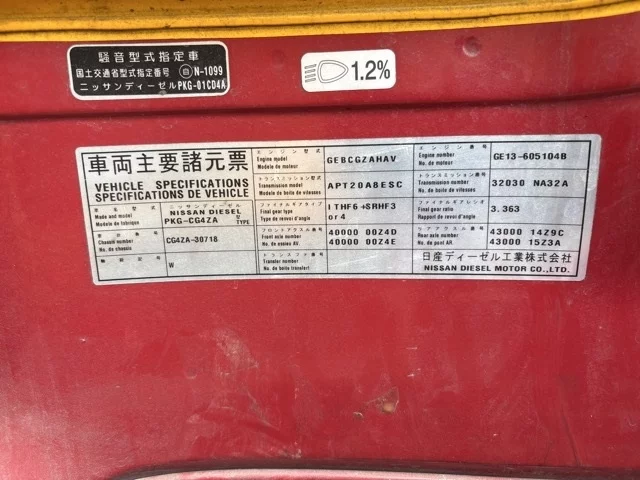 騒音型式指定車
国土交通省型式指定番号 自 N-1099
ニッサンディーゼル PKG-01CD4A
1.2%
車両主要諸元票
VEHICLE SPECIFICATIONS
SPECIFICATIONS DE VEHICLE
車名型式 ニッサンディーゼル
Make and model NISSAN DIESEL
Modele de fabrique PKG-CG4ZA TYPE
車台番号
Chassis number CG4ZA-30718
No. de chassis
W
エンジン型式
Engine model GEBCGZAHAV
Modele de moteur
トランスミッション型式
Transmission model APT20A8ESC
Modele de boite de vitesses
ファイナルギアタイプ
Final gear type 1THF6+SRHF3
Type de revoi d'angle or4
フロントアクスル番号
Front axle number 40000 00Z4D
No. de essieu AV 40000 00Z4E
トランスファ番号
Transfer number
No. de boite transfert
エンジン番号
Engine number GE13-605104B
No. de moteur
トランスミッション番号
Transmission number 32030 NA32A
No. de boite de vitesses
ファイナルギアレシオ
Final gear ratio 3.363
Rapport de revoi d'angle
リアアクスル番号
Rear axle number 43000 14Z9C
No. de pont AR 43000 15Z3A
日産ディーゼル工業株式会社
NISSAN DIESEL MOTOR CO.,LTD.